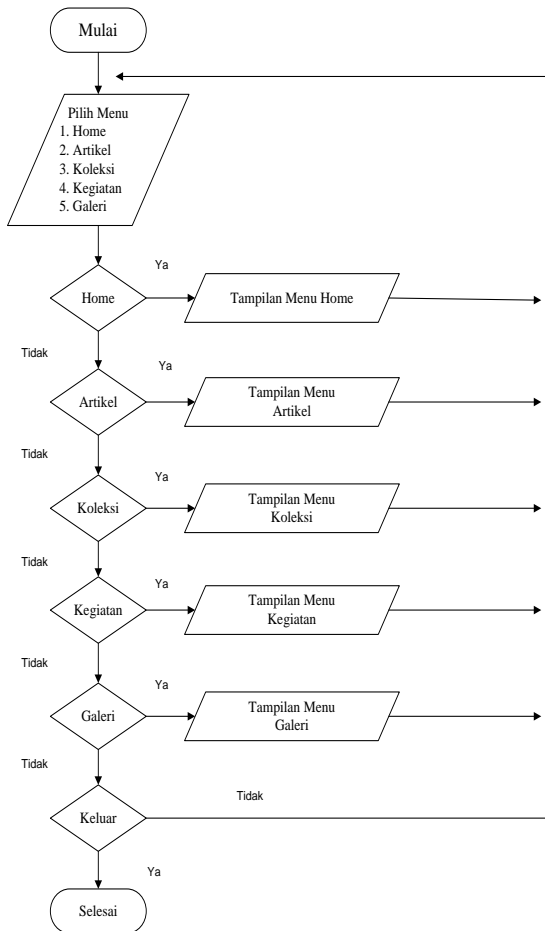 Mulai
Pilih Menu
1. Home
2. Artikel
3. Koleksi
4. Kegiatan
5. Galeri
Ya
Home
Tampilan Menu Home
Tidak
Ya
Artikel
Tampilan Menu
Artikel
Tidak
Ya
Koleksi
Tampilan Menu
Koleksi
Tidak
Ya
Kegiatan
Tampilan Menu
Kegiatan
Tidak
Ya
Galeri
Tampilan Menu
Galeri
Tidak
Tidak
Keluar
Ya
Selesai